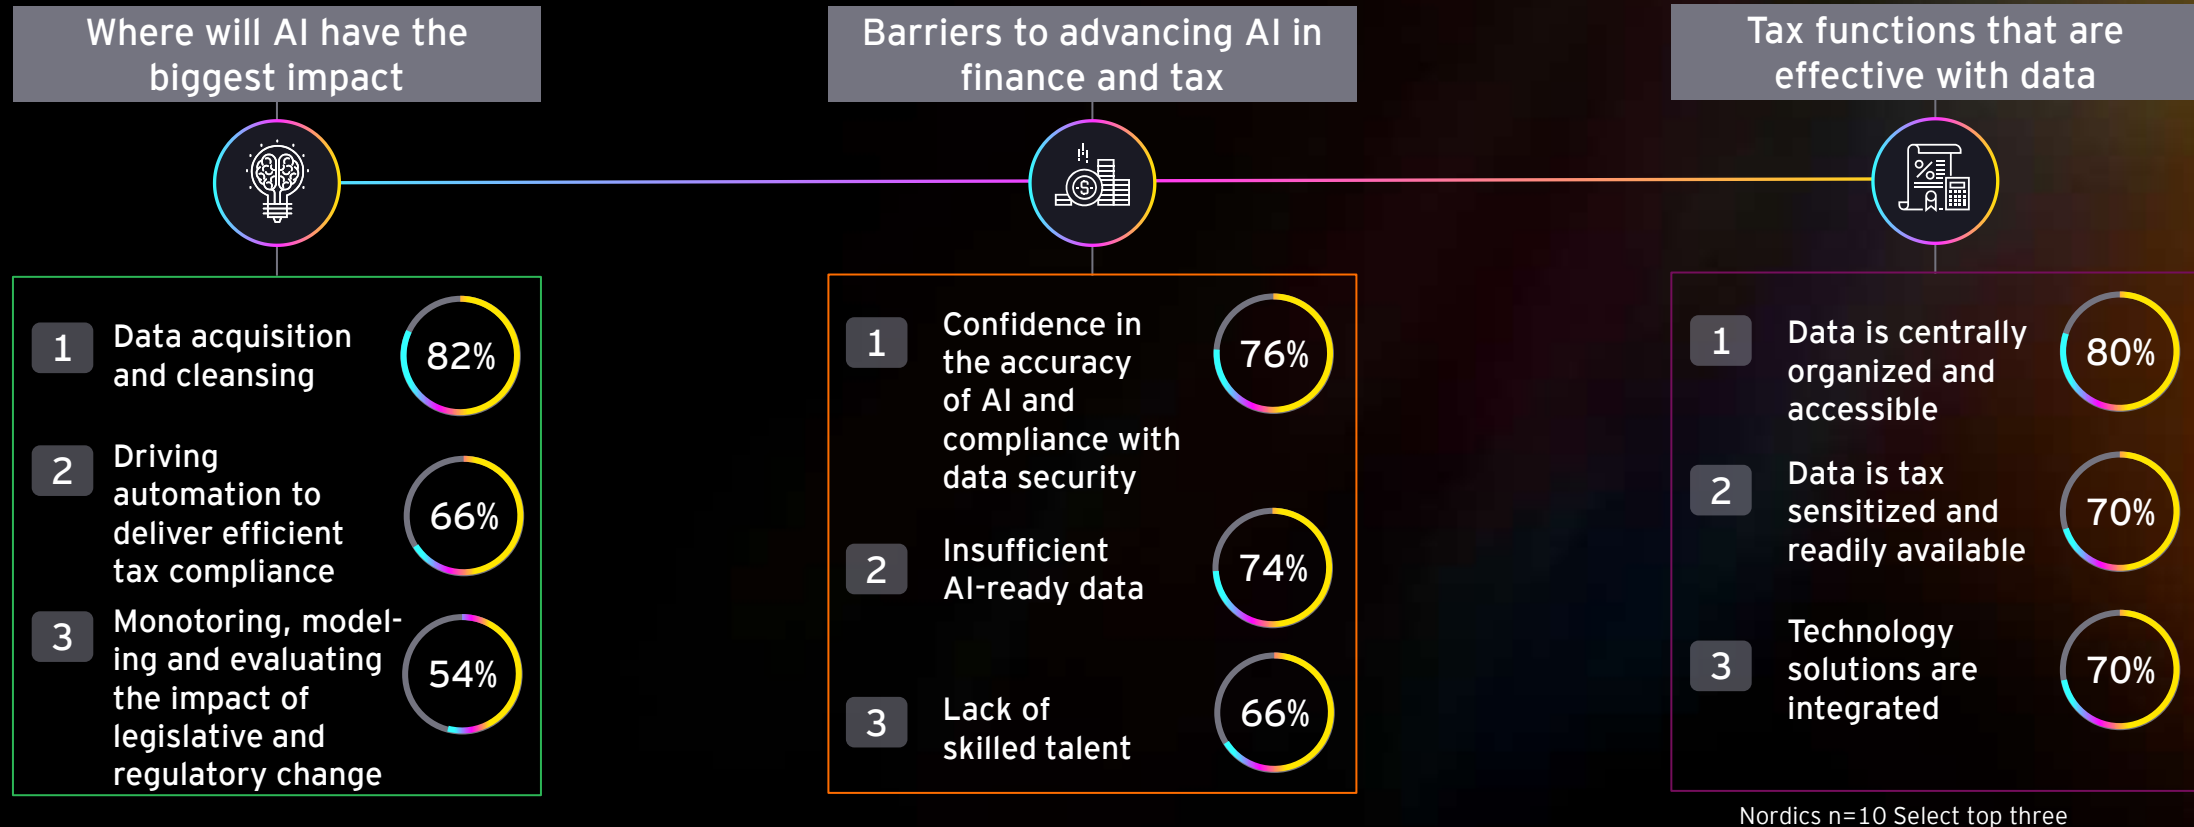 Where will AI have the
biggest impact
1
Data acquisition
and cleansing
82%
2
Driving
automation to
deliver efficient
tax compliance
66%
3
Monotoring, model-
ing and evaluating
the impact of
legislative and
regulatory change
54%
Barriers to advancing AI in
finance and tax
1
Confidence in
the accuracy
of AI and
compliance with
data security
76%
2
Insufficient
AI-ready data
74%
3
Lack of
skilled talent
66%
Tax functions that are
effective with data
1
Data is centrally
organized and
accessible
80%
2
Data is tax
sensitized and
readily available
70%
3
Technology
solutions are
integrated
70%
Nordics n=10 Select top three